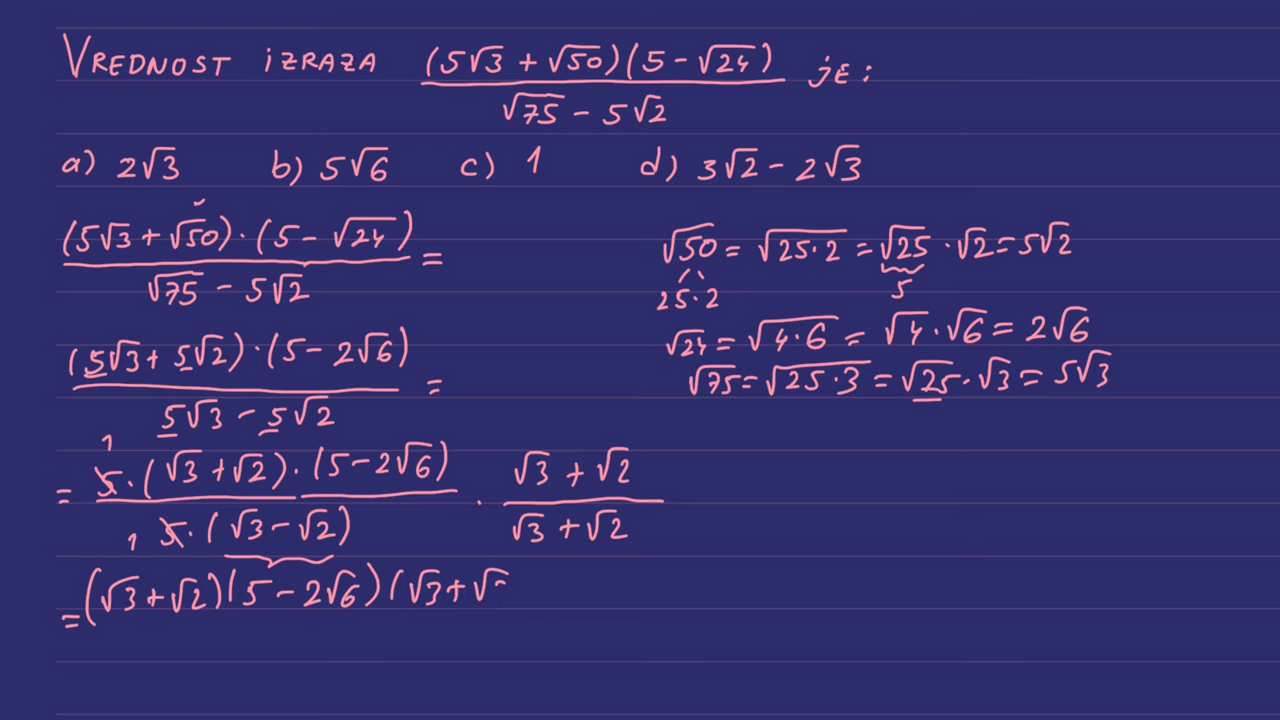 VREDNOST IZRAZA (5√3 + √50)(5 - √24) / (√75 - 5√2) JE:
a) 2√3 b) 5√6 c) 1 d) 3√2 - 2√3
(5√3 + √50) · (5 - √24) / (√75 - 5√2) =
(5√3 + 5√2) · (5 - 2√6) / (5√3 - 5√2) =
= 5 · (√3 + √2) · (5 - 2√6) / 5 · (√3 - √2) · (√3 + √2) / (√3 + √2)
1
1
= (√3 + √2)(5 - 2√6)(√3 + √
√50 = √25·2 = √25 · √2 = 5√2
25·2 5
√24 = √4·6 = √4 · √6 = 2√6
√75 = √25·3 = √25 · √3 = 5√3